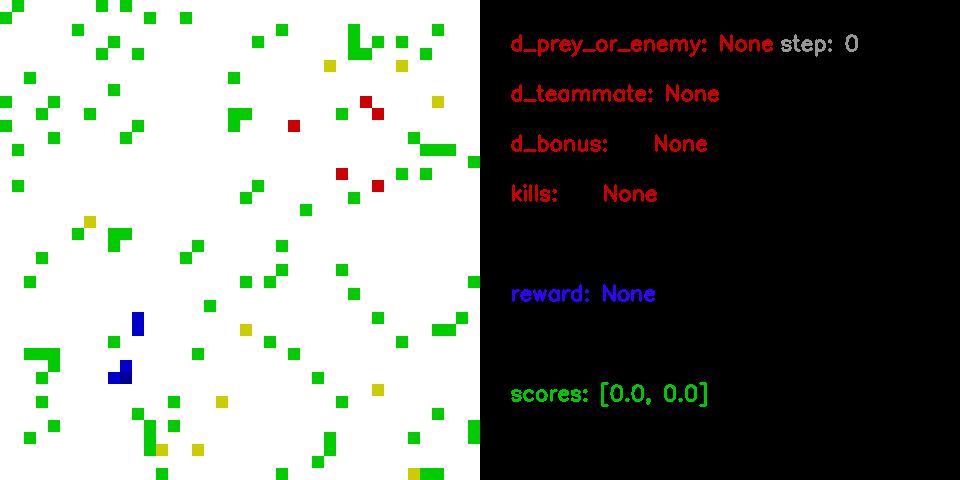 d_prey_or_enemy: None step: 0
d_teammate: None
d_bonus: None
kills: None
reward: None
scores: [0.0, 0.0]